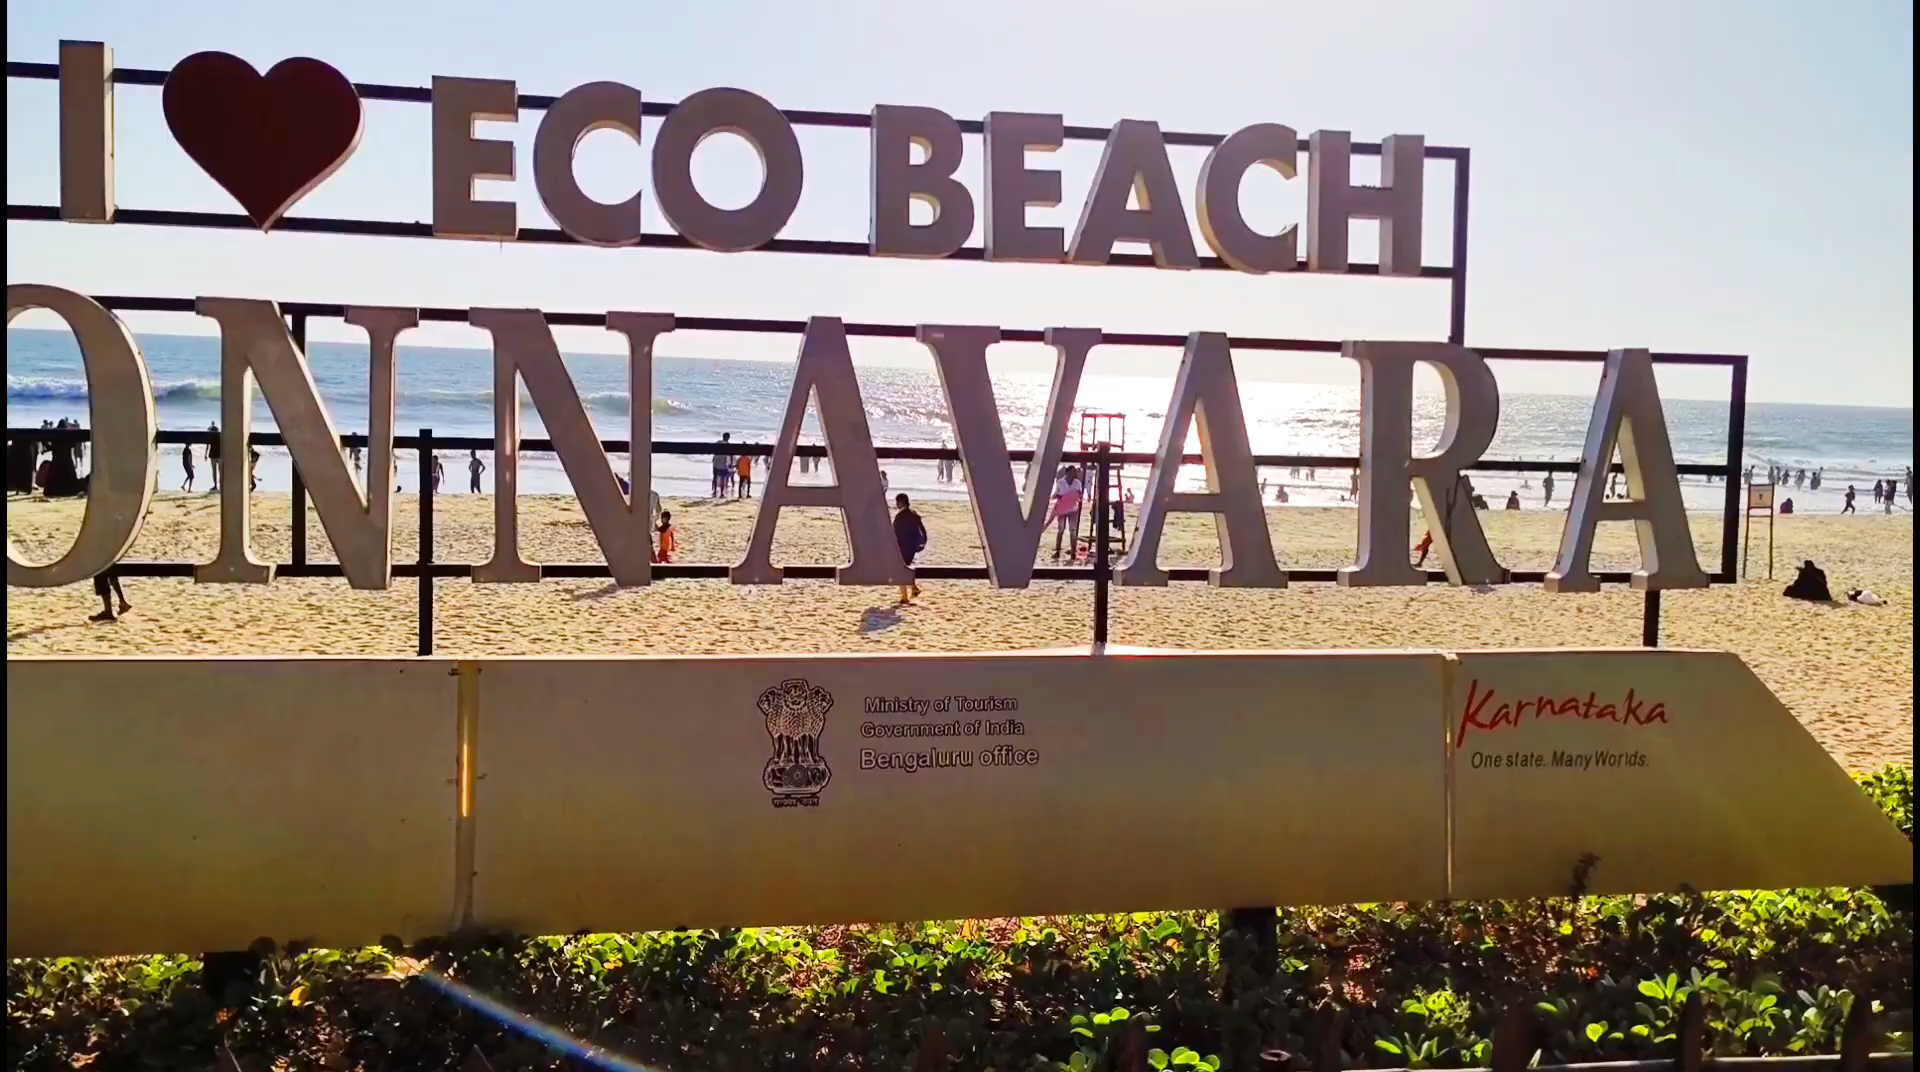 I ♥ ECO BEACH
ONNAVARA
Ministry of Tourism
Government of India
Bengaluru office
Karnataka
One state. Many Worlds.